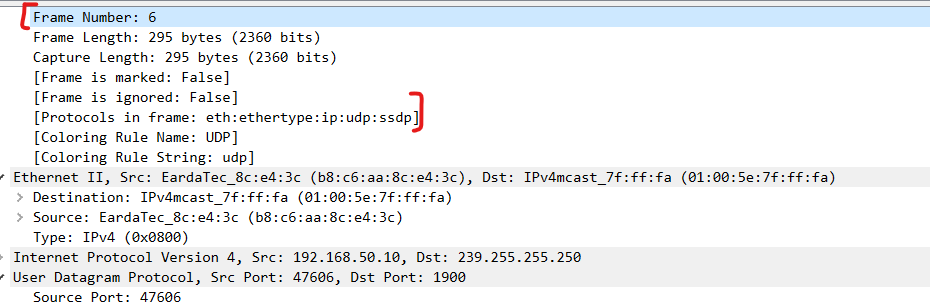 Frame Number: 6
Frame Length: 295 bytes (2360 bits)
Capture Length: 295 bytes (2360 bits)
[Frame is marked: False]
[Frame is ignored: False]
[Protocols in frame: eth:ethertype:ip:udp:ssdp]
[Coloring Rule Name: UDP]
[Coloring Rule String: udp]
Ethernet II, Src: EardaTec_8c:e4:3c (b8:c6:aa:8c:e4:3c), Dst: IPv4mcast_7f:ff:fa (01:00:5e:7f:ff:fa)
Destination: IPv4mcast_7f:ff:fa (01:00:5e:7f:ff:fa)
Source: EardaTec_8c:e4:3c (b8:c6:aa:8c:e4:3c)
Type: IPv4 (0x0800)
Internet Protocol Version 4, Src: 192.168.50.10, Dst: 239.255.255.250
User Datagram Protocol, Src Port: 47606, Dst Port: 1900
Source Port: 47606